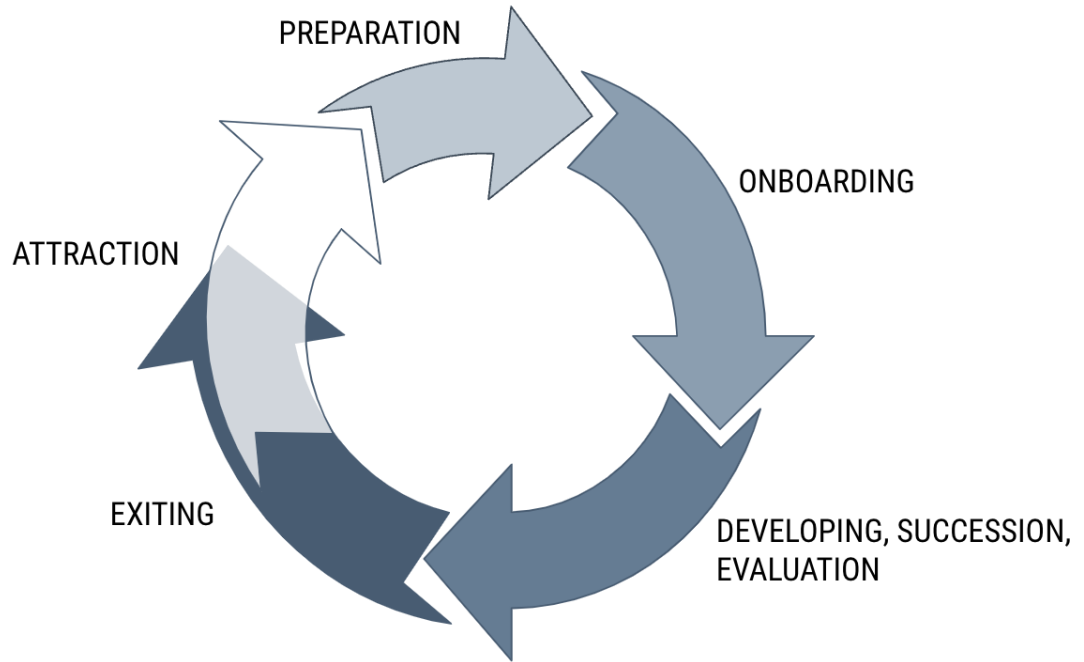 PREPARATION
ONBOARDING
ATTRACTION
EXITING
DEVELOPING, SUCCESSION,
EVALUATION